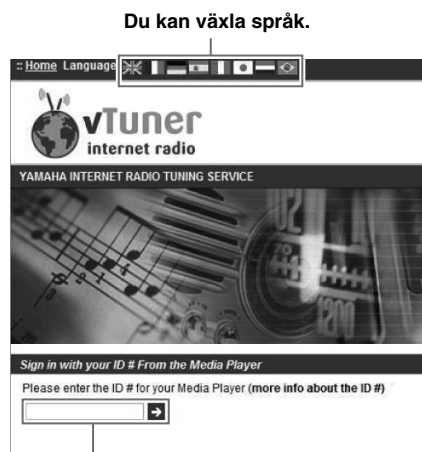 Du kan växla språk.
:: Home Language
vTuner
internet radio
YAMAHA INTERNET RADIO TUNING SERVICE
Sign in with your ID # From the Media Player
Please enter the ID # for your Media Player (more info about the ID #)